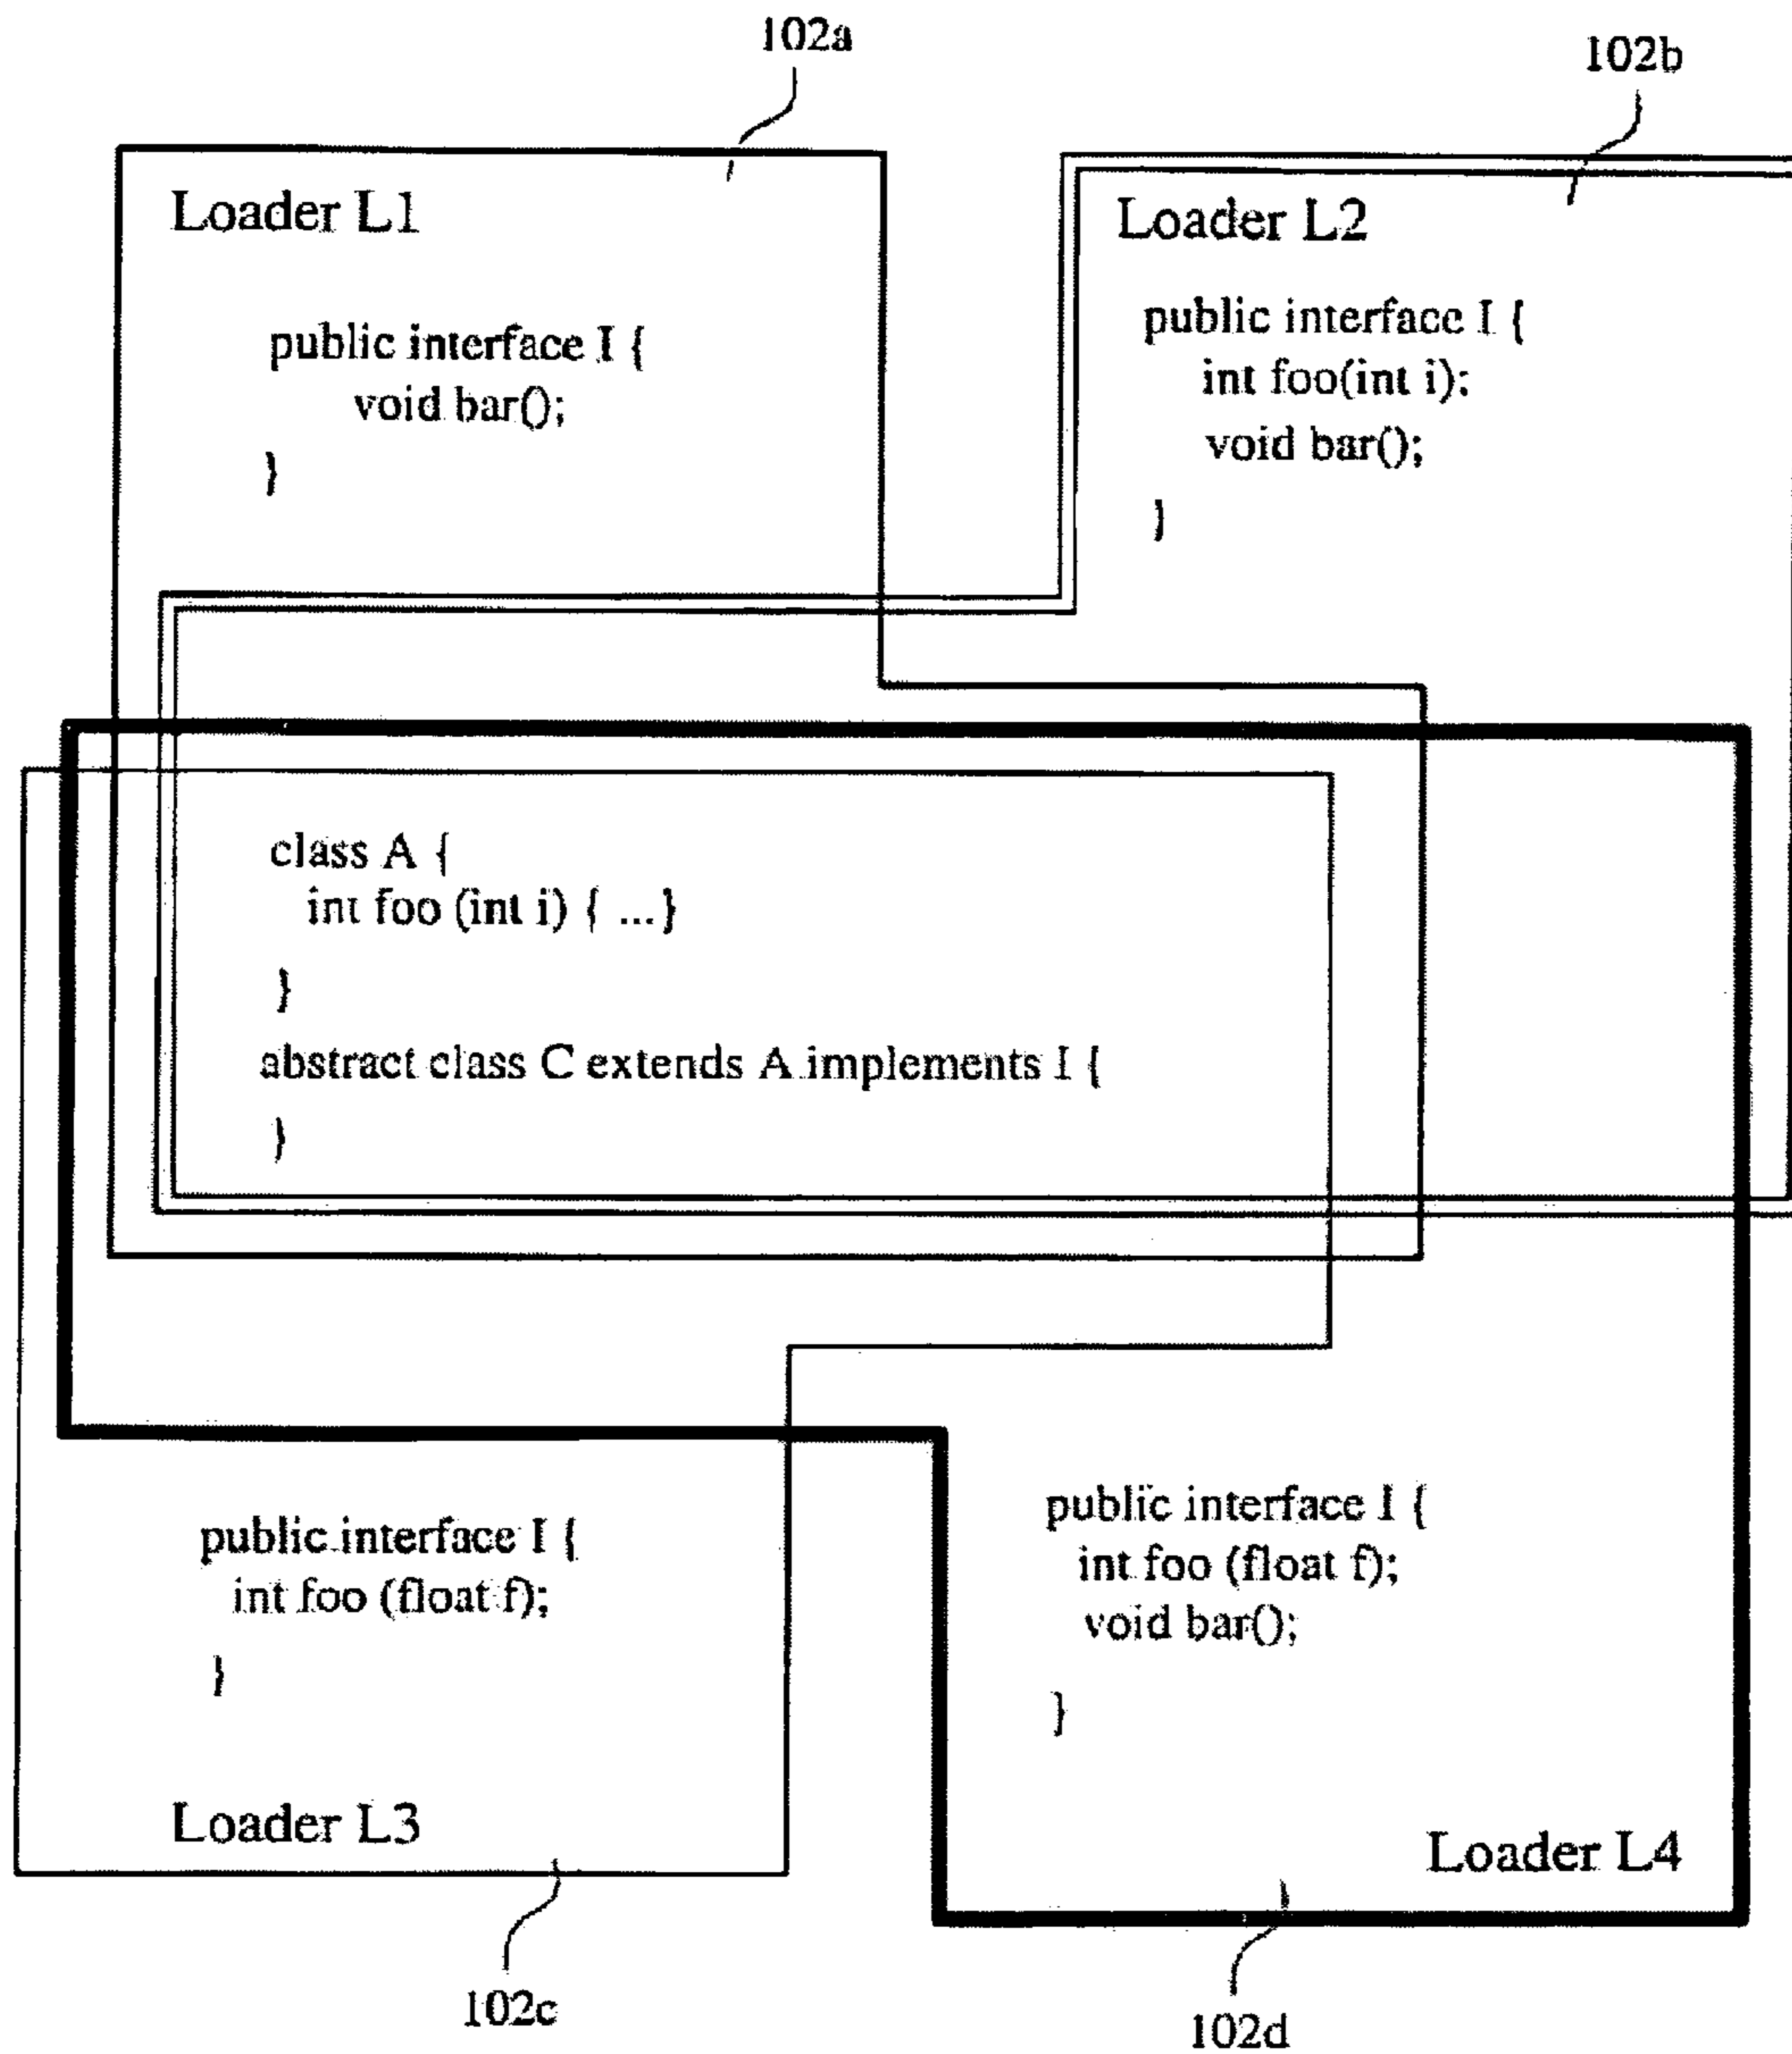 102a
102b
Loader L1
public interface I {
void bar();
}
Loader L2
public interface I {
int foo(int i);
void bar();
}
class A {
int foo (int i) { ...}
}
abstract class C extends A implements I {
}
public interface I {
int foo (float f);
}
Loader L3
public interface I {
int foo (float f);
void bar();
}
Loader L4
102c
102d